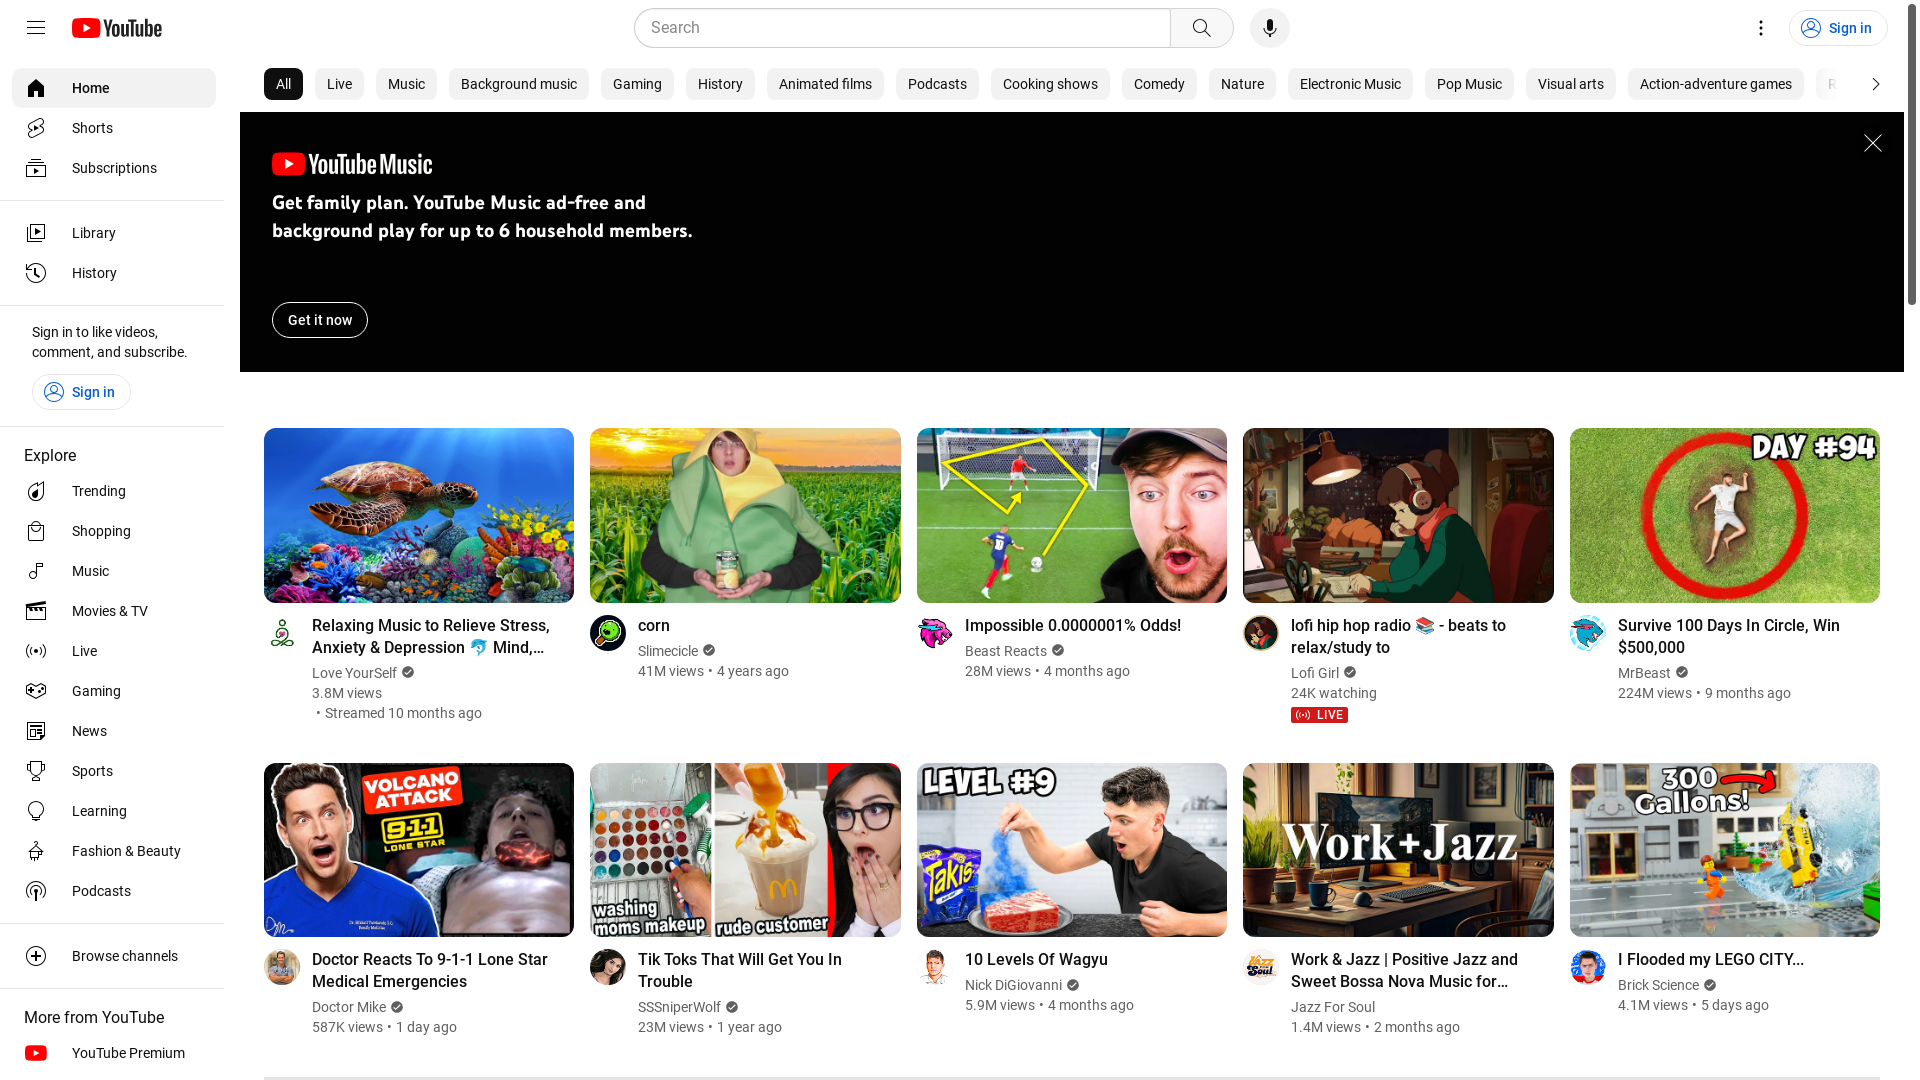 YouTube
Search
Sign in
Home
Shorts
Subscriptions
Library
History
Sign in to like videos,
comment, and subscribe.
Sign in
Explore
Trending
Shopping
Music
Movies & TV
Live
Gaming
News
Sports
Learning
Fashion & Beauty
Podcasts
Browse channels
More from YouTube
YouTube Premium
All
Live
Music
Background music
Gaming
History
Animated films
Podcasts
Cooking shows
Comedy
Nature
Electronic Music
Pop Music
Visual arts
Action-adventure games
YouTube Music
Get family plan. YouTube Music ad-free and
background play for up to 6 household members.
Get it now
Relaxing Music to Relieve Stress,
Anxiety & Depression 🐬 Mind,...
Love YourSelf
3.8M views
• Streamed 10 months ago
corn
Slimecicle
41M views • 4 years ago
10
Impossible 0.0000001% Odds!
Beast Reacts
28M views • 4 months ago
lofi hip hop radio 📚 - beats to
relax/study to
Lofi Girl
24K watching
LIVE
DAY #94
Survive 100 Days In Circle, Win
$500,000
MrBeast
224M views • 9 months ago
VOLCANO
ATTACK
9-1-1
LONE STAR
Doctor Reacts To 9-1-1 Lone Star
Medical Emergencies
Doctor Mike
587K views • 1 day ago
washing
moms makeup
rude customer
Tik Toks That Will Get You In
Trouble
SSSniperWolf
23M views • 1 year ago
LEVEL #9
Takis
10 Levels Of Wagyu
Nick DiGiovanni
5.9M views • 4 months ago
Work+Jazz
Jazz
Soul
Work & Jazz | Positive Jazz and
Sweet Bossa Nova Music for...
Jazz For Soul
1.4M views • 2 months ago
300
Gallons!
I Flooded my LEGO CITY...
Brick Science
4.1M views • 5 days ago